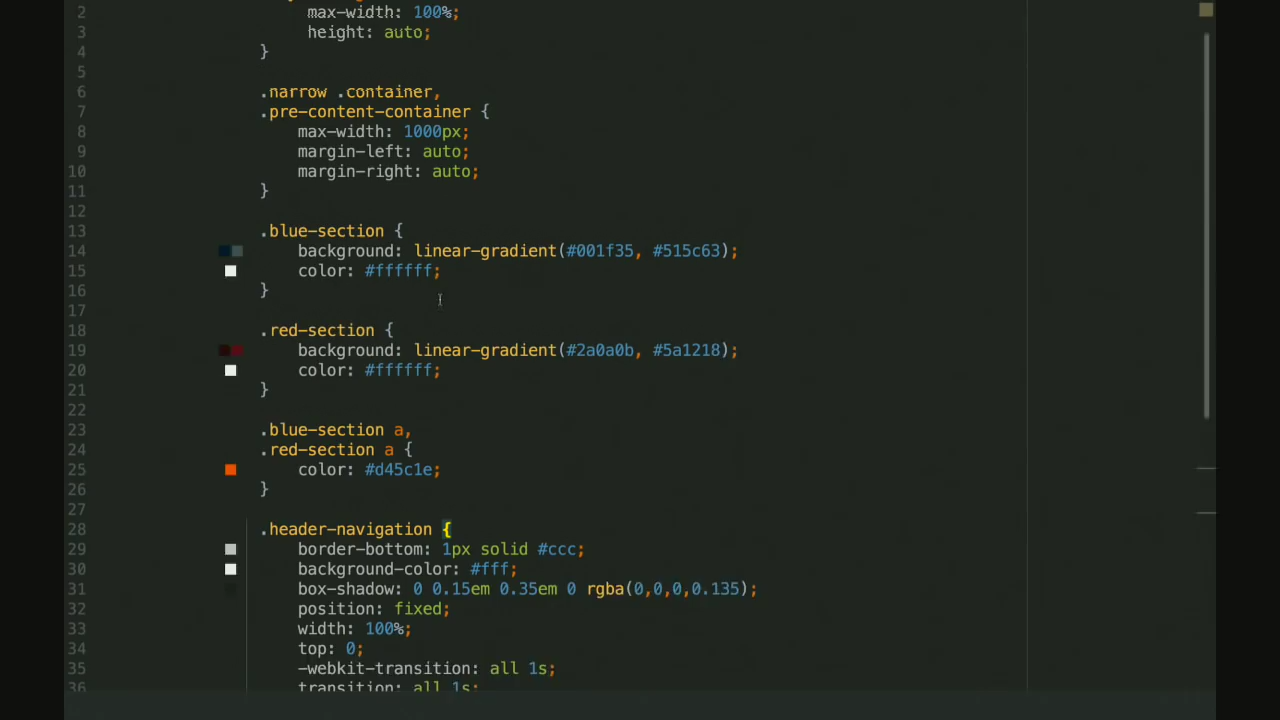 2 max-width: 100%;
3 height: auto;
4 }
5
6 .narrow .container,
7 .pre-content-container {
8 max-width: 1000px;
9 margin-left: auto;
10 margin-right: auto;
11 }
12
13 .blue-section {
14 background: linear-gradient(#001f35, #515c63);
15 color: #ffffff;
16 }
17
18 .red-section {
19 background: linear-gradient(#2a0a0b, #5a1218);
20 color: #ffffff;
21 }
22
23 .blue-section a,
24 .red-section a {
25 color: #d45c1e;
26 }
27
28 .header-navigation {
29 border-bottom: 1px solid #ccc;
30 background-color: #fff;
31 box-shadow: 0 0.15em 0.35em 0 rgba(0,0,0,0.135);
32 position: fixed;
33 width: 100%;
34 top: 0;
35 -webkit-transition: all 1s;
36 transition: all 1s;